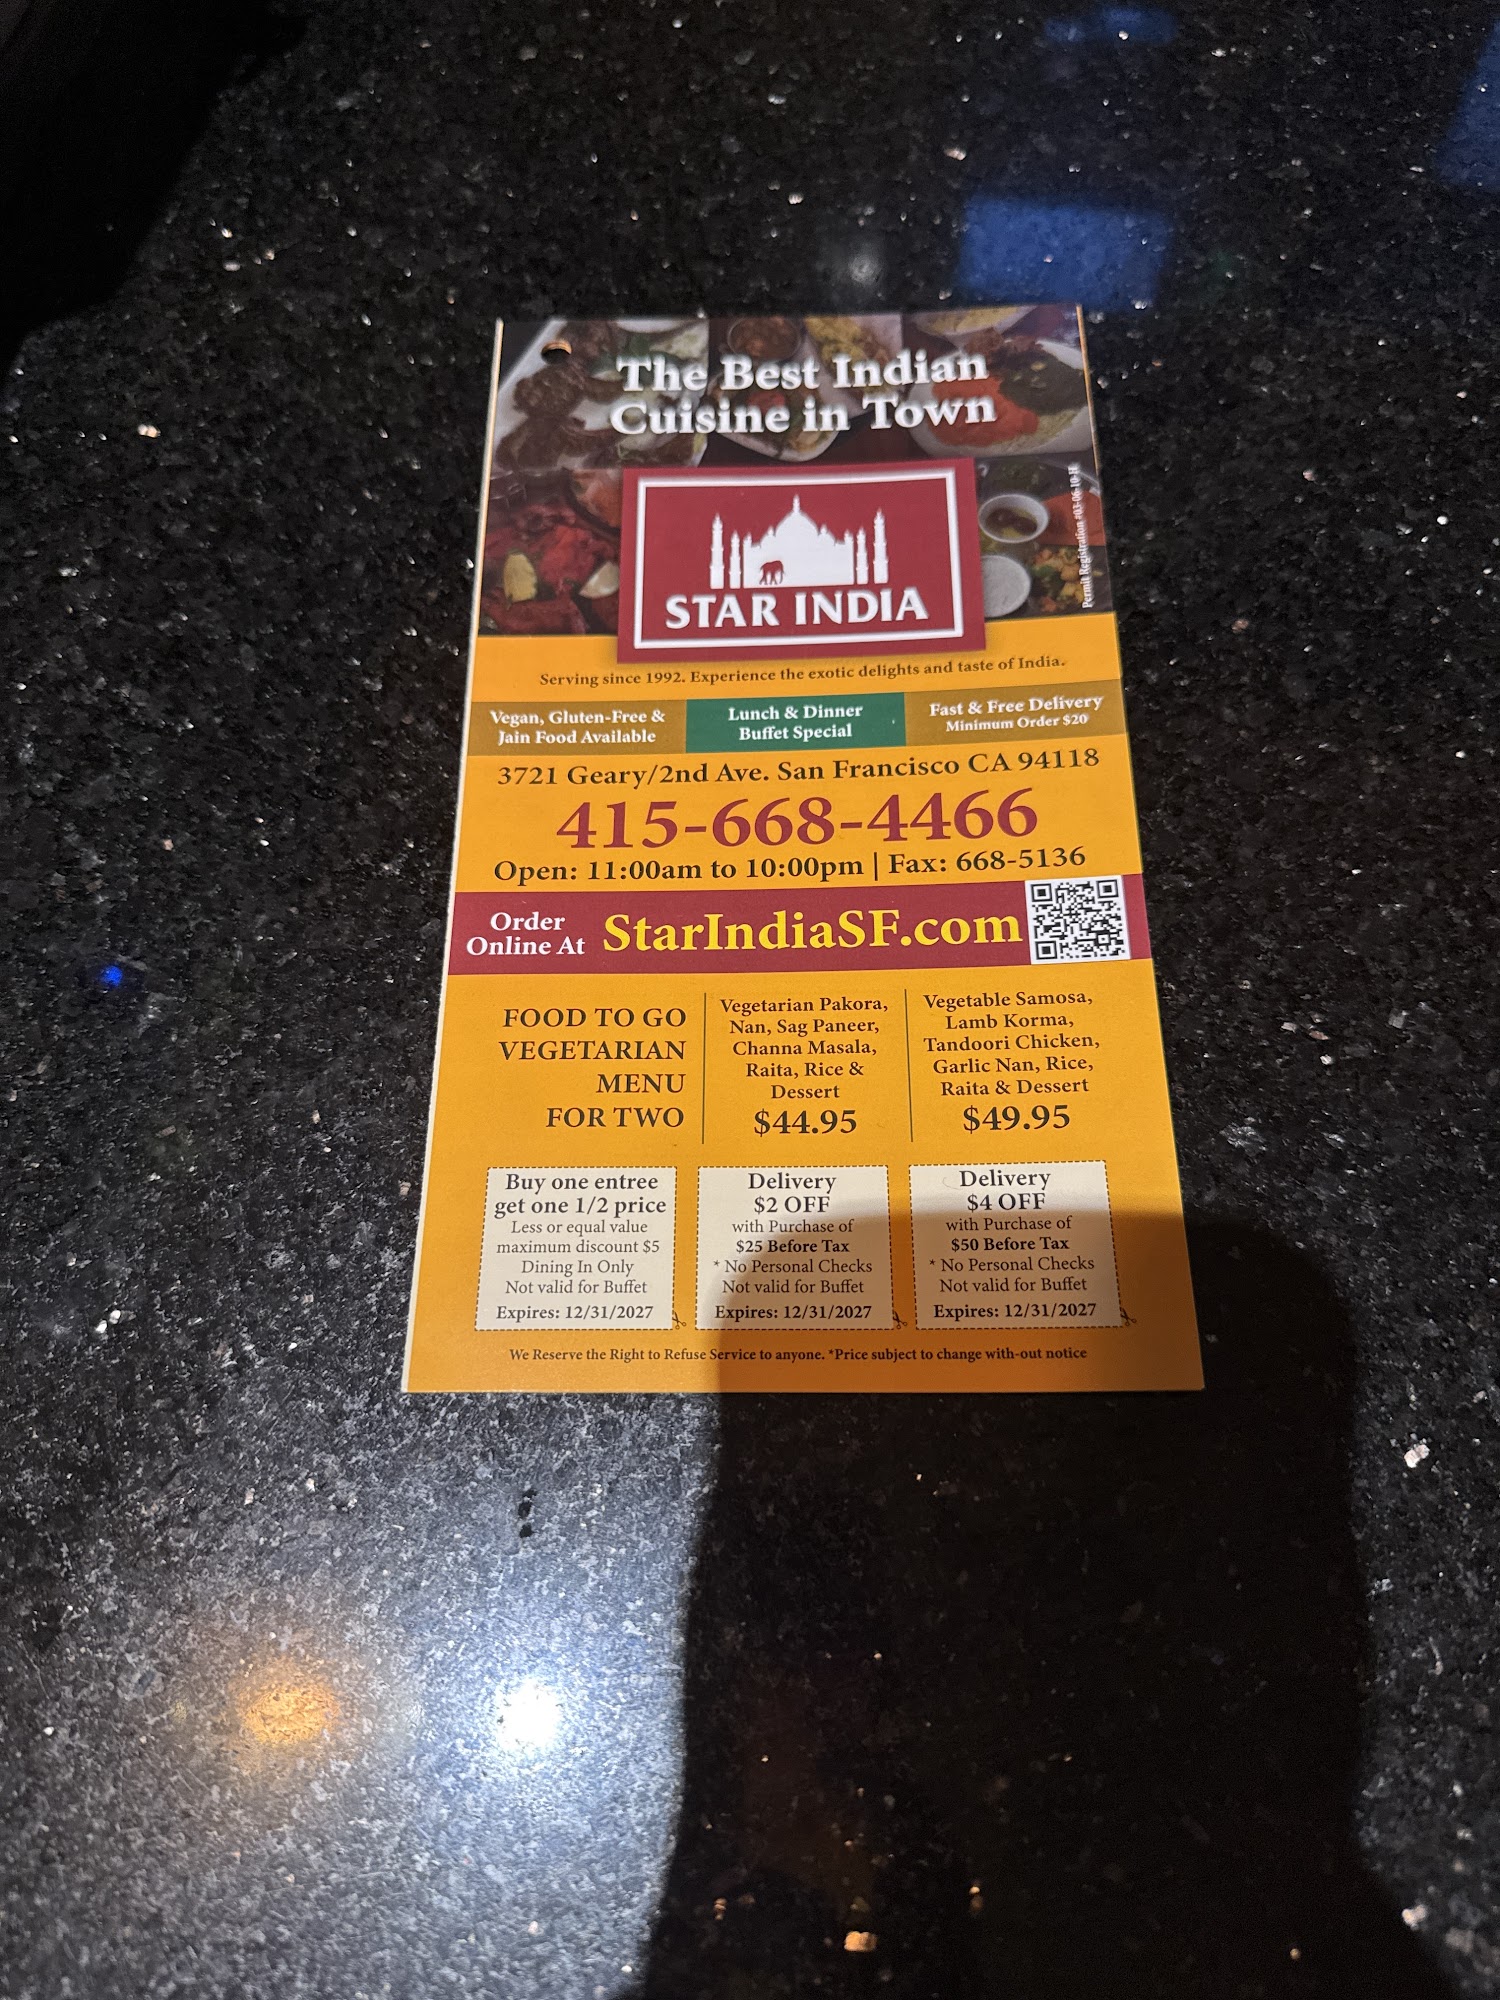 The Best Indian
Cuisine in Town
Permit Registration #03-06-10-H
STAR INDIA
Serving since 1992. Experience the exotic delights and taste of India.
Vegan, Gluten-Free &
Jain Food Available
Lunch & Dinner
Buffet Special
Fast & Free Delivery
Minimum Order $20
3721 Geary/2nd Ave. San Francisco CA 94118
415-668-4466
Open: 11:00am to 10:00pm | Fax: 668-5136
Order
Online At
StarIndiaSF.com
FOOD TO GO
VEGETARIAN
MENU
FOR TWO
Vegetarian Pakora,
Nan, Sag Paneer,
Channa Masala,
Raita, Rice &
Dessert
$44.95
Vegetable Samosa,
Lamb Korma,
Tandoori Chicken,
Garlic Nan, Rice,
Raita & Dessert
$49.95
Buy one entree
get one 1/2 price
Less or equal value
maximum discount $5
Dining In Only
Not valid for Buffet
Expires: 12/31/2027
Delivery
$2 OFF
with Purchase of
$25 Before Tax
* No Personal Checks
Not valid for Buffet
Expires: 12/31/2027
Delivery
$4 OFF
with Purchase of
$50 Before Tax
* No Personal Checks
Not valid for Buffet
Expires: 12/31/2027
We Reserve the Right to Refuse Service to anyone. *Price subject to change with-out notice